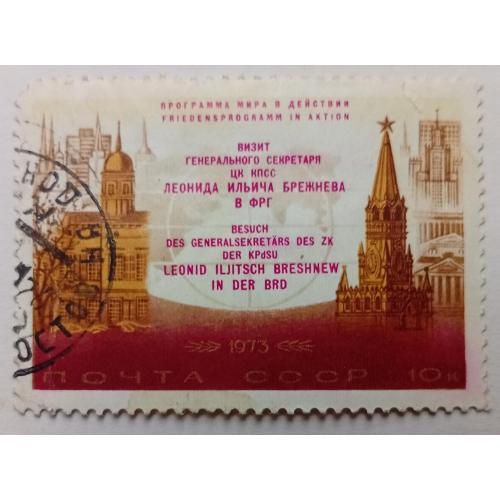 ПРОГРАММА МИРА В ДЕЙСТВИИ
FRIEDENSPROGRAMM IN AKTION
ВИЗИТ
ГЕНЕРАЛЬНОГО СЕКРЕТАРЯ
ЦК КПСС
ЛЕОНИДА ИЛЬИЧА БРЕЖНЕВА
В ФРГ
BESUCH
DES GENERALSEKRETÄRS DES ZK
DER KPdSU
LEONID ILJITSCH BRESHNEW
IN DER BRD
1973
ПОЧТА СССР 10к